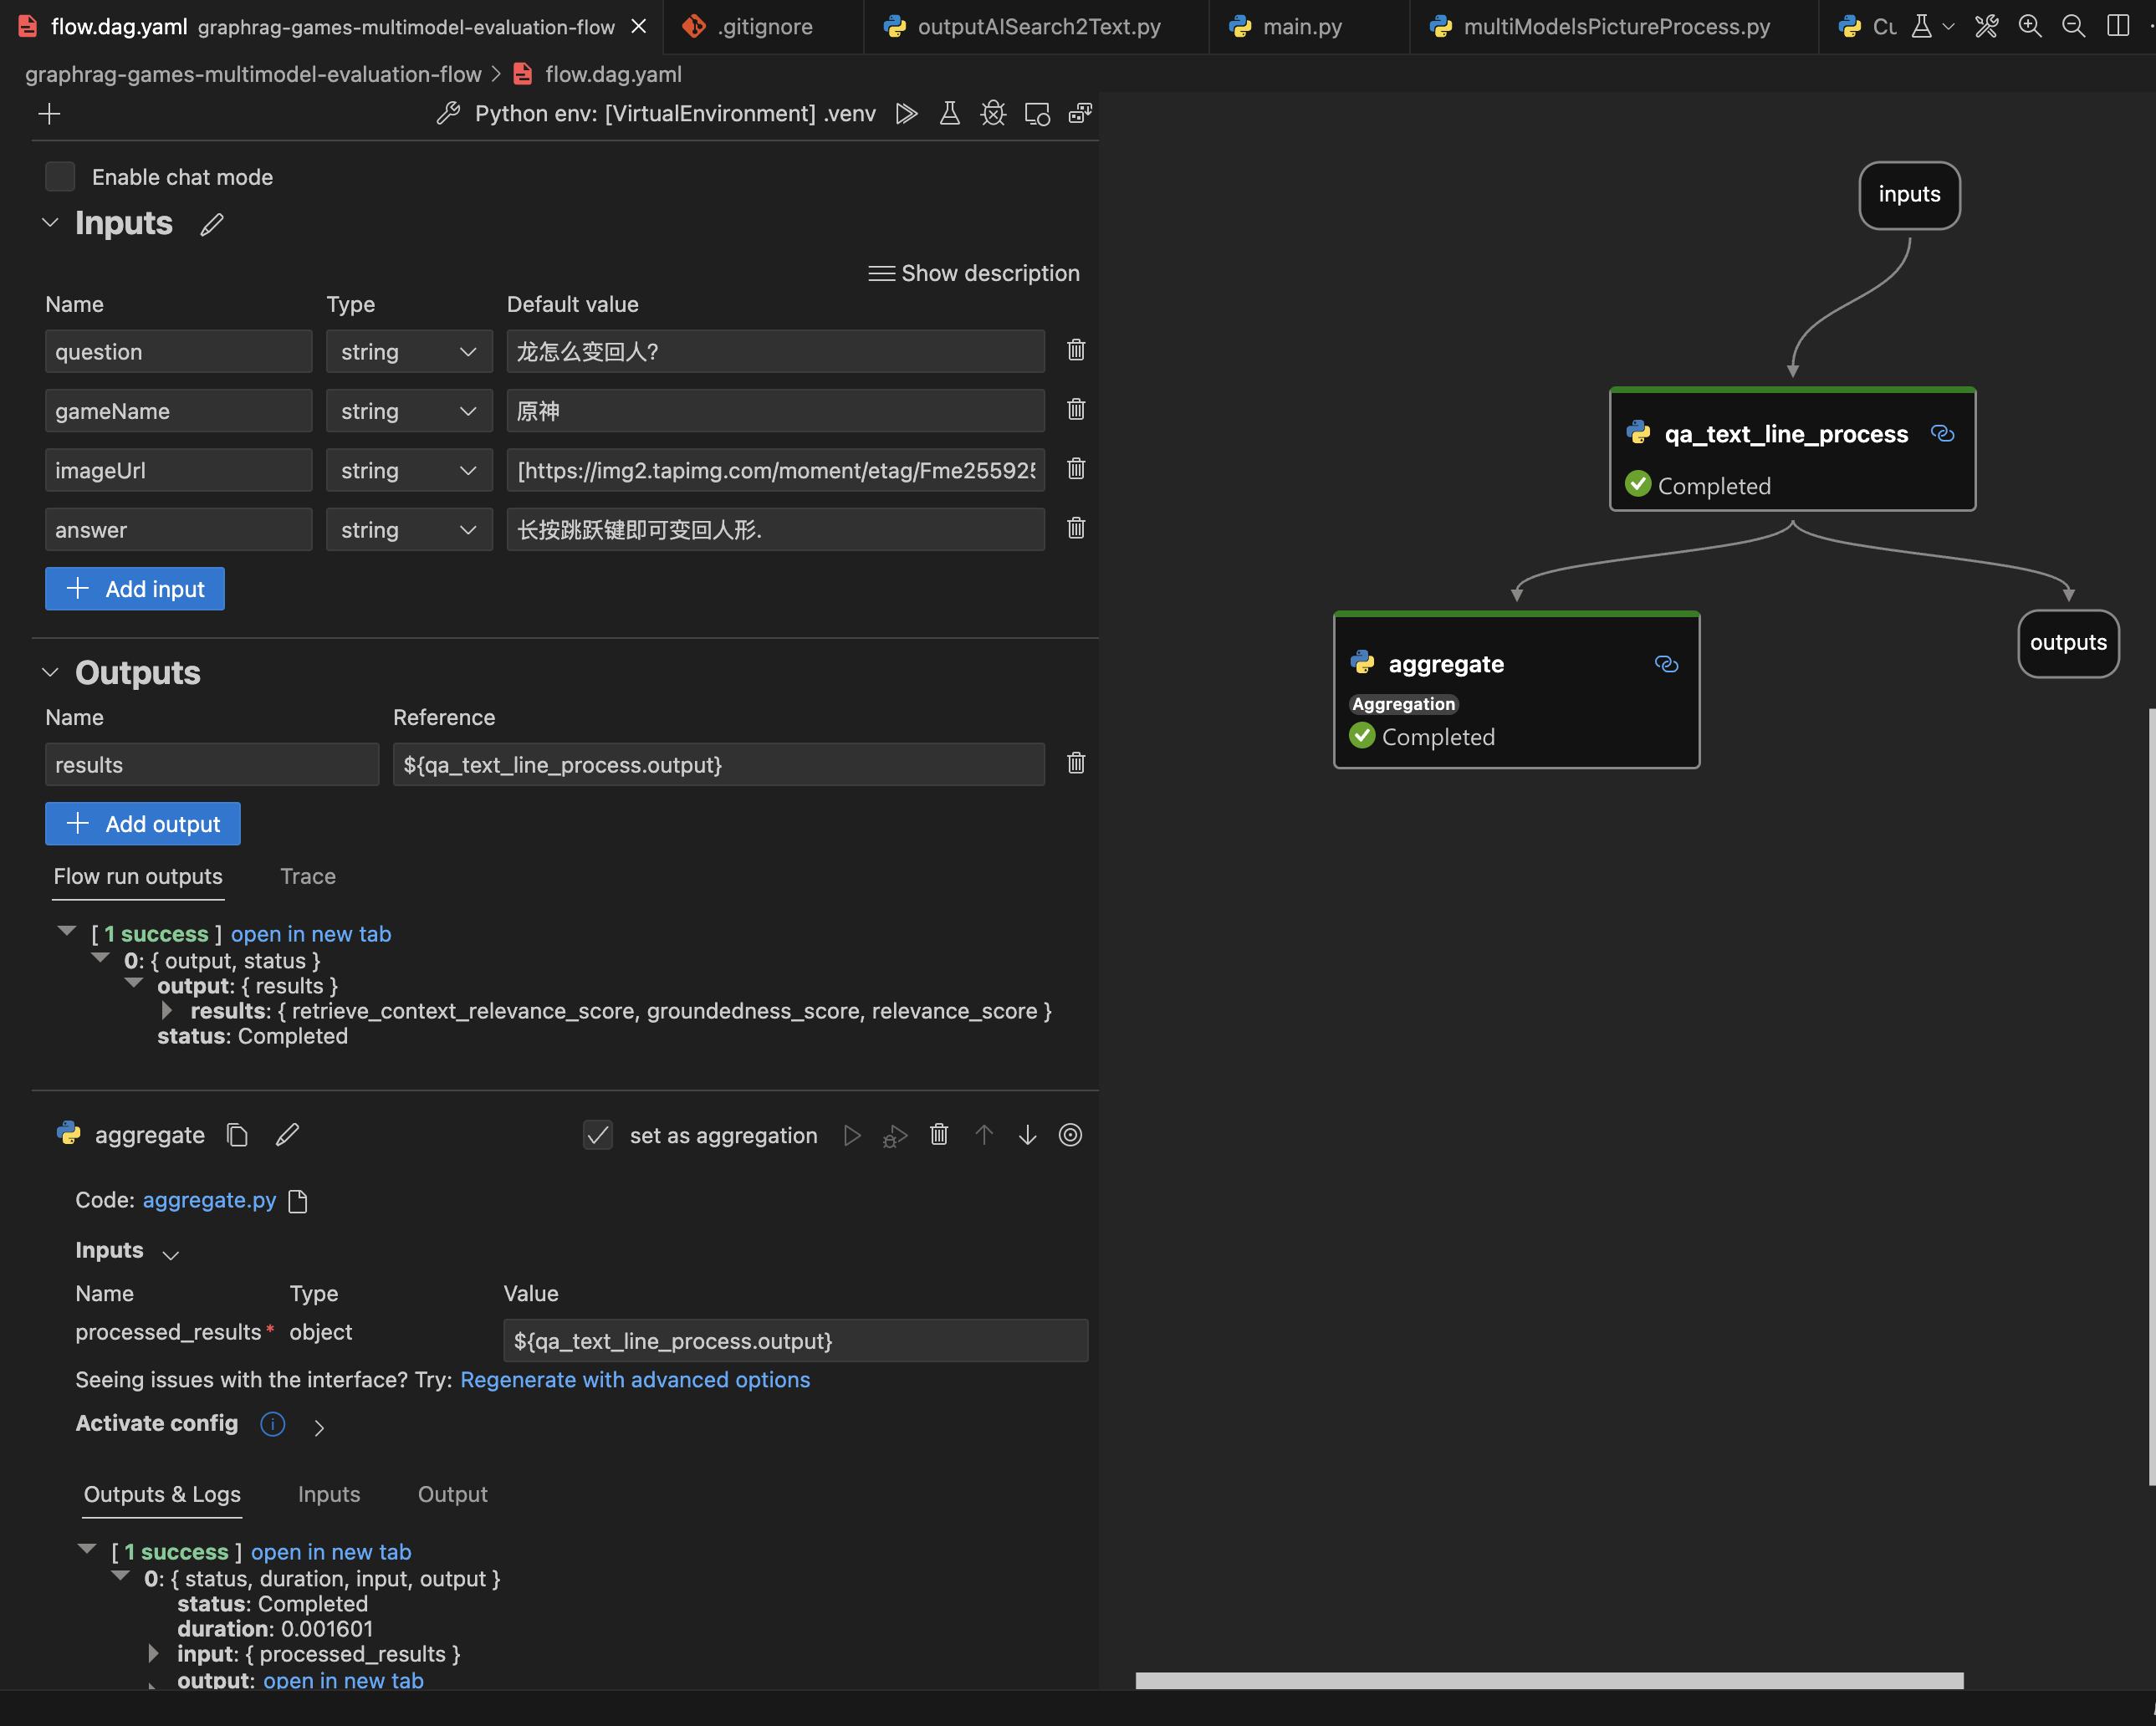 flow.dag.yaml graphrag-games-multimodel-evaluation-flow
.gitignore
outputAISearch2Text.py
main.py
multiModelsPictureProcess.py
Cu
graphrag-games-multimodel-evaluation-flow > flow.dag.yaml
Python env: [VirtualEnvironment] .venv
Enable chat mode
Inputs
Show description
Name Type Default value
question string 龙怎么变回人?
gameName string 原神
imageUrl string [https://img2.tapimg.com/moment/etag/Fme25592
answer string 长按跳跃键即可变回人形.
Add input
Outputs
Name Reference
results ${qa_text_line_process.output}
Add output
Flow run outputs Trace
[ 1 success ] open in new tab
0: { output, status }
output: { results }
results: { retrieve_context_relevance_score, groundedness_score, relevance_score }
status: Completed
aggregate
set as aggregation
Code: aggregate.py
Inputs
Name Type Value
processed_results* object ${qa_text_line_process.output}
Seeing issues with the interface? Try: Regenerate with advanced options
Activate config
Outputs & Logs Inputs Output
[ 1 success ] open in new tab
0: { status, duration, input, output }
status: Completed
duration: 0.001601
input: { processed_results }
output: open in new tab
inputs
qa_text_line_process
Completed
aggregate
Aggregation
Completed
outputs